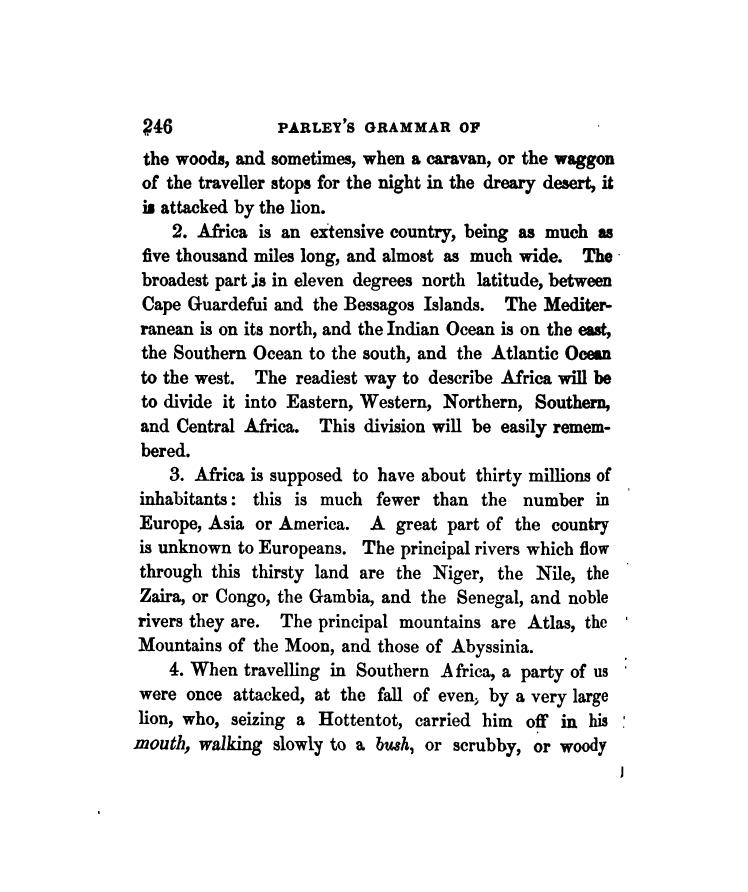 246 PARLEY'S GRAMMAR OF
the woods, and sometimes, when a caravan, or the waggon
of the traveller stops for the night in the dreary desert, it
is attacked by the lion.
2. Africa is an extensive country, being as much as
five thousand miles long, and almost as much wide. The
broadest part is in eleven degrees north latitude, between
Cape Guardefui and the Bessagos Islands. The Mediter-
ranean is on its north, and the Indian Ocean is on the east,
the Southern Ocean to the south, and the Atlantic Ocean
to the west. The readiest way to describe Africa will be
to divide it into Eastern, Western, Northern, Southern,
and Central Africa. This division will be easily remem-
bered.
3. Africa is supposed to have about thirty millions of
inhabitants: this is much fewer than the number in
Europe, Asia or America. A great part of the country
is unknown to Europeans. The principal rivers which flow
through this thirsty land are the Niger, the Nile, the
Zaira, or Congo, the Gambia, and the Senegal, and noble
rivers they are. The principal mountains are Atlas, the
Mountains of the Moon, and those of Abyssinia.
4. When travelling in Southern Africa, a party of us
were once attacked, at the fall of even, by a very large
lion, who, seizing a Hottentot, carried him off in his
mouth, walking slowly to a bush, or scrubby, or woody